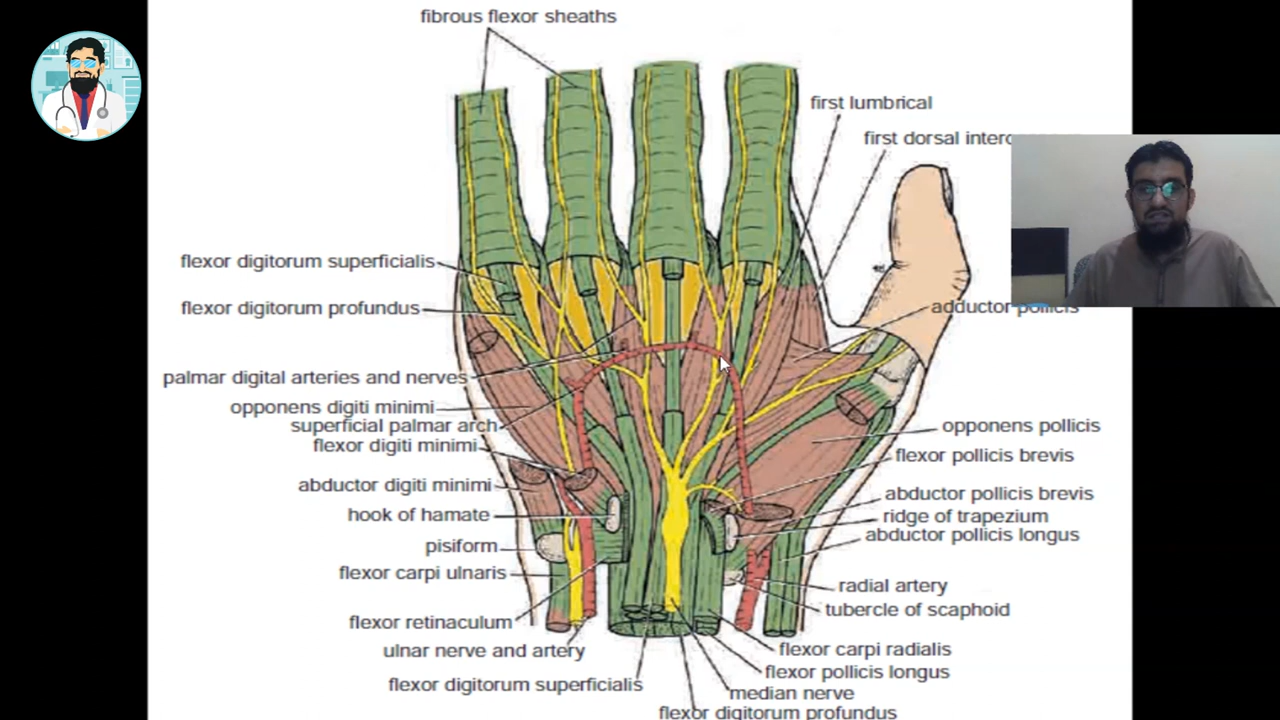 fibrous flexor sheaths
first lumbrical
first dorsal
flexor digitorum superficialis
flexor digitorum profundus
adductor pollicis
palmar digital arteries and nerves
opponens digiti minimi
superficial palmar arch
flexor digiti minimi
opponens pollicis
flexor pollicis brevis
abductor digiti minimi
abductor pollicis brevis
hook of hamate
ridge of trapezium
abductor pollicis longus
pisiform
flexor carpi ulnaris
radial artery
tubercle of scaphoid
flexor retinaculum
ulnar nerve and artery
flexor carpi radialis
flexor pollicis longus
flexor digitorum superficialis
median nerve
flexor digitorum profundus